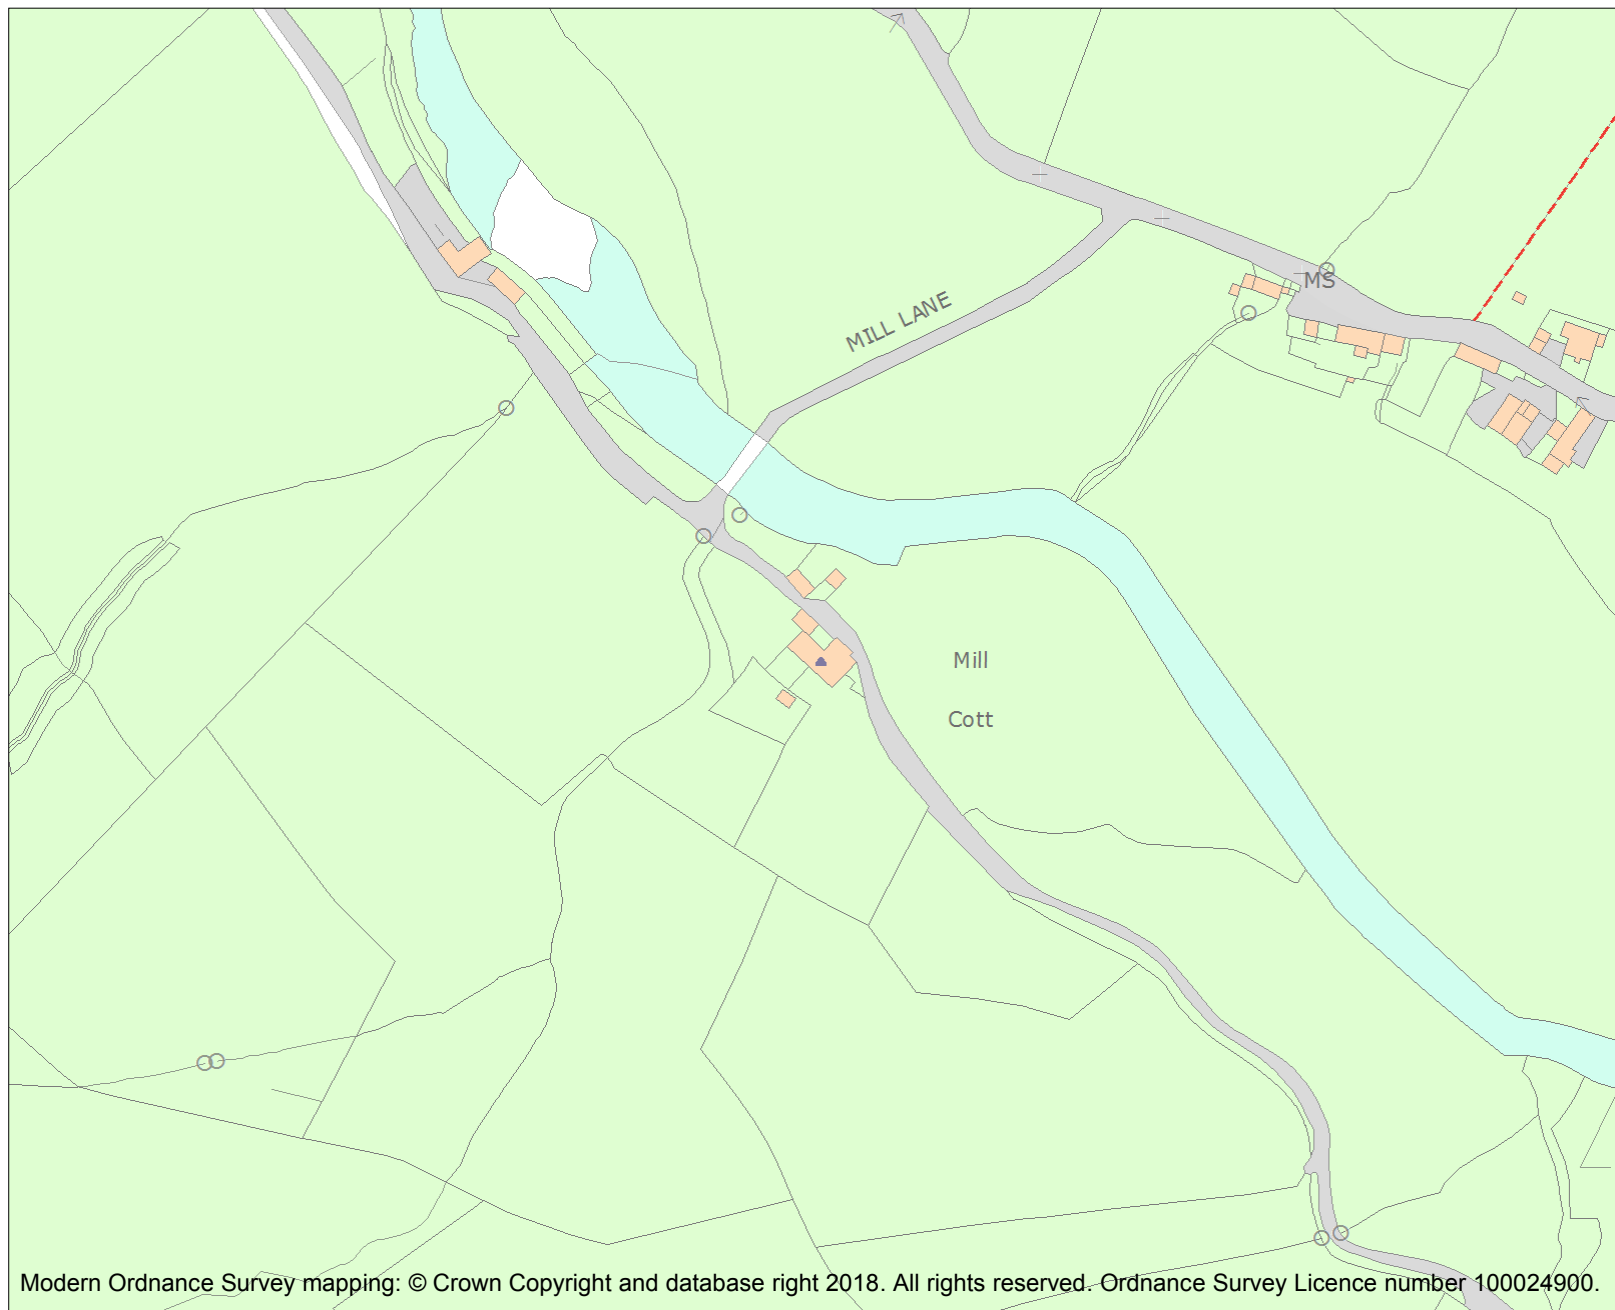 MS
MILL LANE
Mill
Cott
Modern Ordnance Survey mapping: © Crown Copyright and database right 2018. All rights reserved. Ordnance Survey Licence number 100024900.